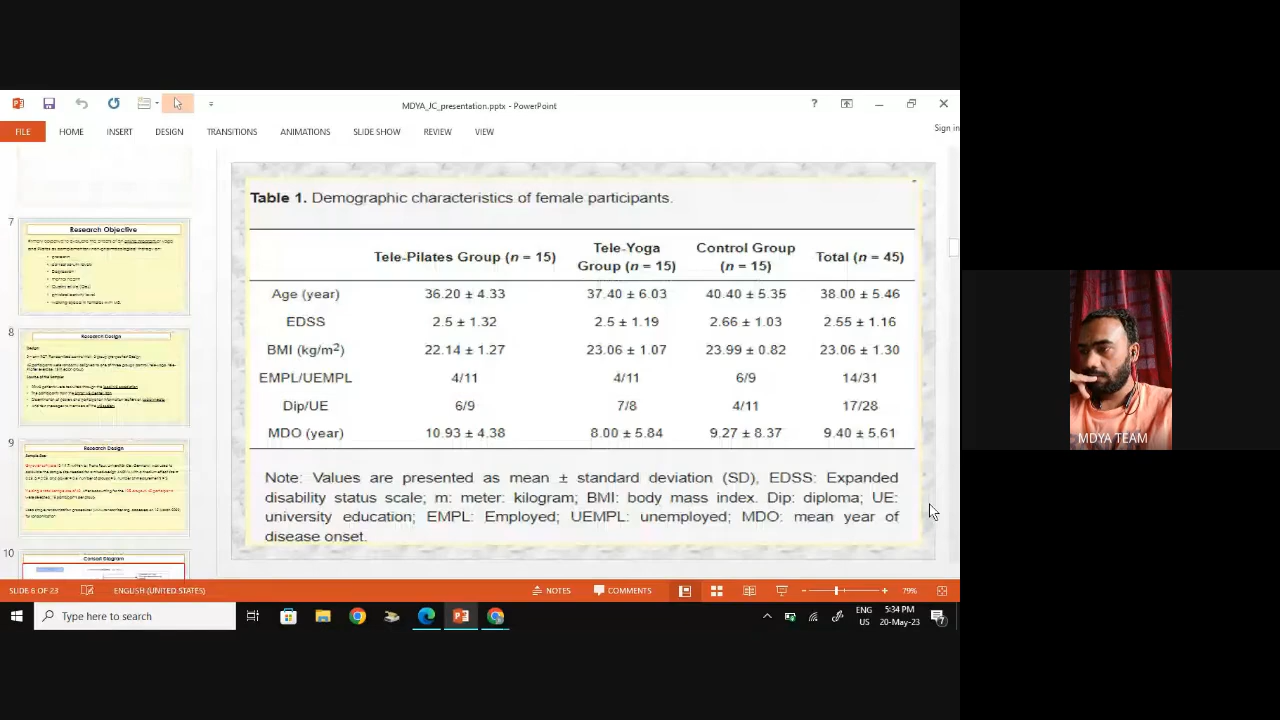 MDYA_JC_presentation.pptx - PowerPoint
?
FILE HOME INSERT DESIGN TRANSITIONS ANIMATIONS SLIDE SHOW REVIEW VIEW
Sign in
Table 1. Demographic characteristics of female participants.
Tele-Pilates Group (n = 15) Tele-Yoga Group (n = 15) Control Group (n = 15) Total (n = 45)
Age (year) 36.20 ± 4.33 37.40 ± 6.03 40.40 ± 5.35 38.00 ± 5.46
EDSS 2.5 ± 1.32 2.5 ± 1.19 2.66 ± 1.03 2.55 ± 1.16
BMI (kg/m²) 22.14 ± 1.27 23.06 ± 1.07 23.99 ± 0.82 23.06 ± 1.30
EMPL/UEMPL 4/11 4/11 6/9 14/31
Dip/UE 6/9 7/8 4/11 17/28
MDO (year) 10.93 ± 4.38 8.00 ± 5.84 9.27 ± 8.37 9.40 ± 5.61
Note: Values are presented as mean ± standard deviation (SD), EDSS: Expanded
disability status scale; m: meter: kilogram; BMI: body mass index. Dip: diploma; UE:
university education; EMPL: Employed; UEMPL: unemployed; MDO: mean year of
disease onset.
7
Research Objective
8
Research Design
9
Research Design
10
Consort Diagram
MDYA TEAM
SLIDE 6 OF 23 ENGLISH (UNITED STATES) NOTES COMMENTS 79%
Type here to search
ENG
US
5:34 PM
20-May-23
7